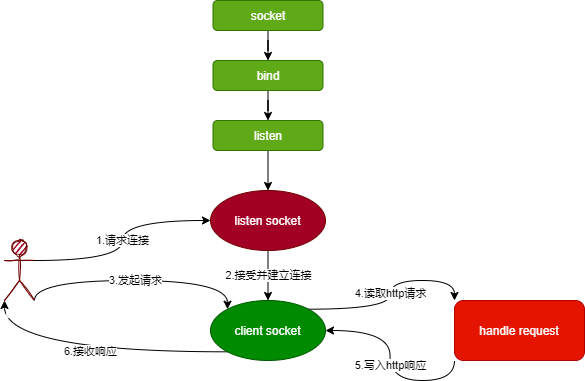 socket
bind
listen
listen socket
1.请求连接
2.接受并建立连接
3.发起请求
4.读取http请求
client socket
handle request
5.写入http响应
6.接收响应